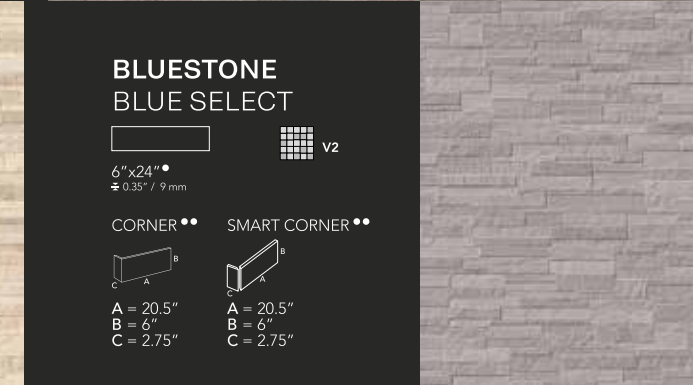 BLUESTONE
BLUE SELECT
V2
6"x24"●
0.35" / 9 mm
CORNER●● SMART CORNER●●
B
A
C
B
A
C
A = 20.5" A = 20.5"
B = 6" B = 6"
C = 2.75" C = 2.75"